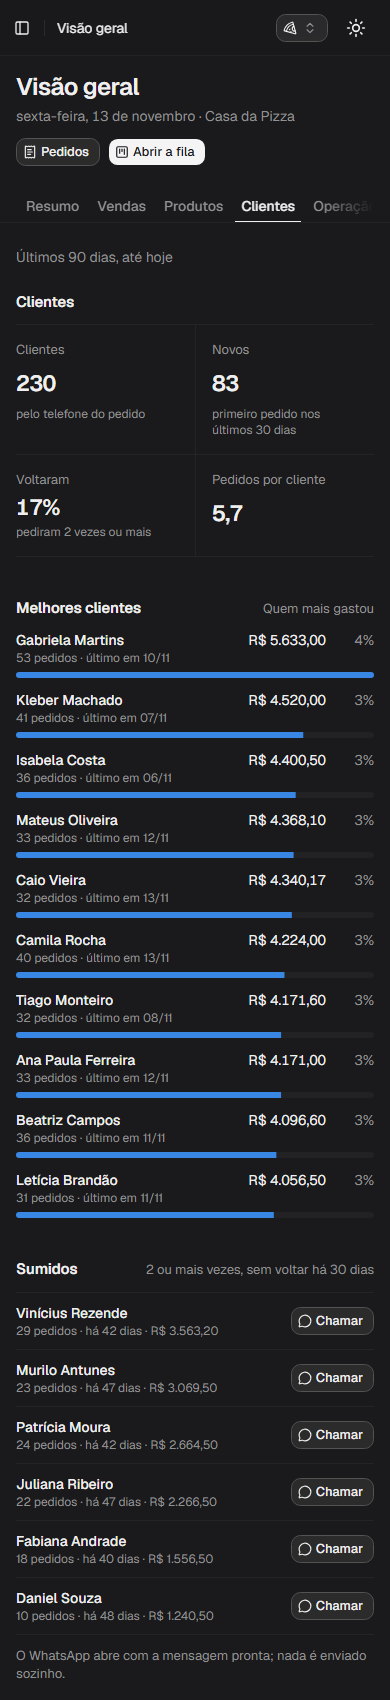 Visão geral
Visão geral
sexta-feira, 13 de novembro · Casa da Pizza
Pedidos
Abrir a fila
Resumo Vendas Produtos Clientes
Últimos 90 dias, até hoje
Clientes
Clientes
230
pelo telefone do pedido
Novos
83
primeiro pedido nos
últimos 30 dias
Voltaram
17%
pediram 2 vezes ou mais
Pedidos por cliente
5,7
Melhores clientes Quem mais gastou
Gabriela Martins R$ 5.633,00 4%
53 pedidos · último em 10/11
Kleber Machado R$ 4.520,00 3%
41 pedidos · último em 07/11
Isabela Costa R$ 4.400,50 3%
36 pedidos · último em 06/11
Mateus Oliveira R$ 4.368,10 3%
33 pedidos · último em 12/11
Caio Vieira R$ 4.340,17 3%
32 pedidos · último em 13/11
Camila Rocha R$ 4.224,00 3%
40 pedidos · último em 13/11
Tiago Monteiro R$ 4.171,60 3%
32 pedidos · último em 08/11
Ana Paula Ferreira R$ 4.171,00 3%
33 pedidos · último em 12/11
Beatriz Campos R$ 4.096,60 3%
36 pedidos · último em 11/11
Letícia Brandão R$ 4.056,50 3%
31 pedidos · último em 11/11
Sumidos 2 ou mais vezes, sem voltar há 30 dias
Vinícius Rezende
29 pedidos · há 42 dias · R$ 3.563,20
Chamar
Murilo Antunes
23 pedidos · há 47 dias · R$ 3.069,50
Chamar
Patrícia Moura
24 pedidos · há 42 dias · R$ 2.664,50
Chamar
Juliana Ribeiro
22 pedidos · há 47 dias · R$ 2.266,50
Chamar
Fabiana Andrade
18 pedidos · há 40 dias · R$ 1.556,50
Chamar
Daniel Souza
10 pedidos · há 48 dias · R$ 1.240,50
Chamar
O WhatsApp abre com a mensagem pronta; nada é enviado
sozinho.